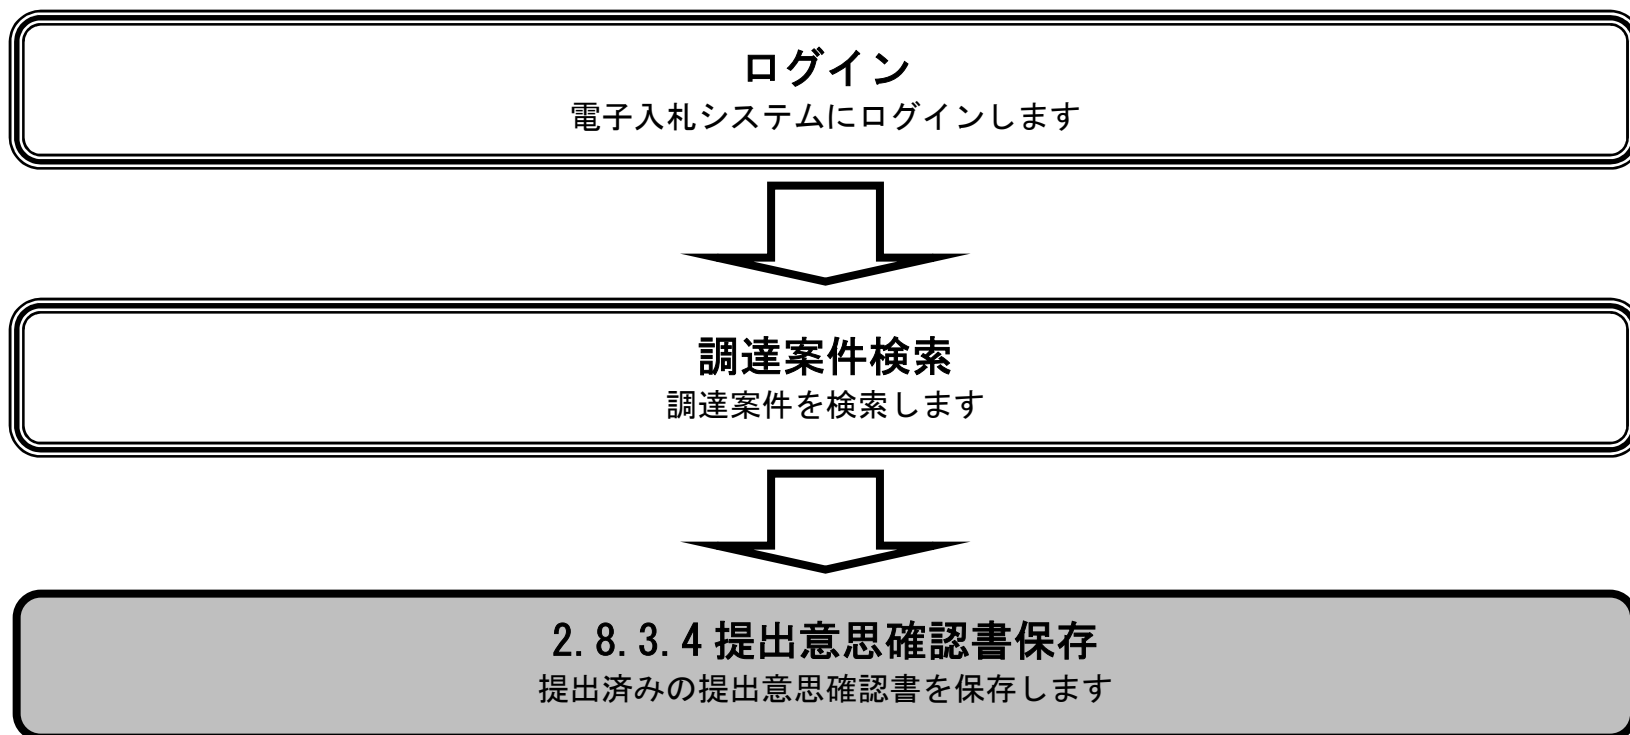 ログイン
電子入札システムにログインします
調達案件検索
調達案件を検索します
2.8.3.4 提出意思確認書保存
提出済みの提出意思確認書を保存します